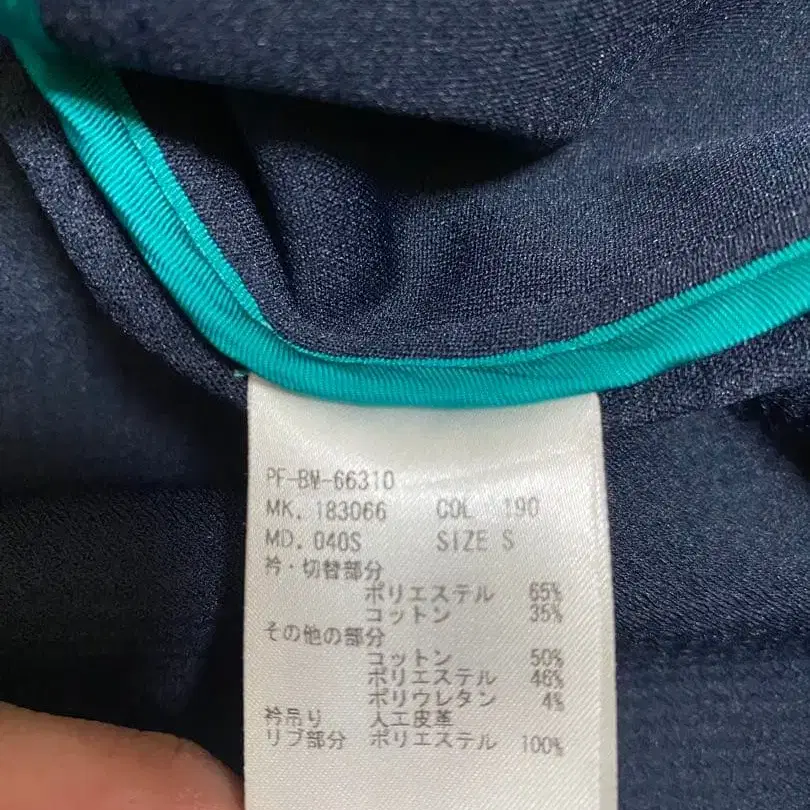 PF-BW-66310
MK. 183066 COL 190
MD. 040S SIZE S
衿・切替部分
ポリエステル 65%
コットン 35%
その他の部分
コットン 50%
ポリエステル 46%
ポリウレタン 4%
衿吊り 人工皮革
リブ部分 ポリエステル 100%